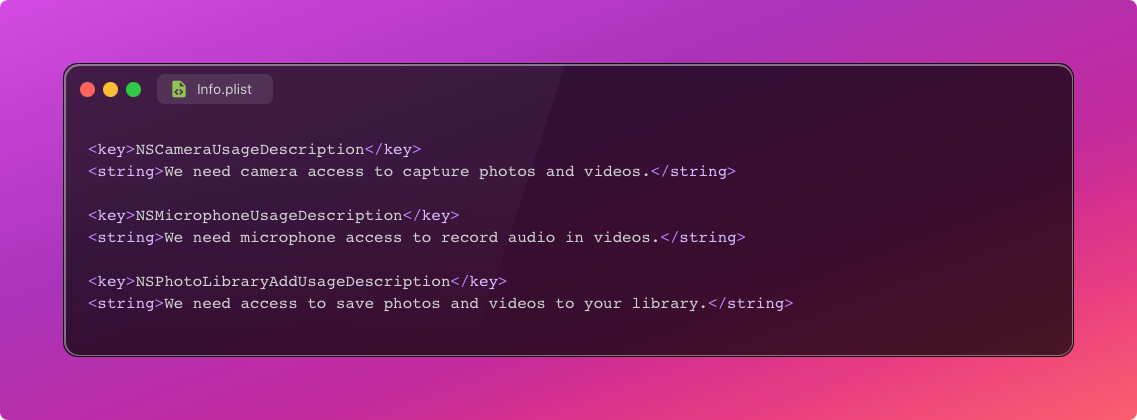 Info.plist
<key>NSCameraUsageDescription</key>
<string>We need camera access to capture photos and videos.</string>
<key>NSMicrophoneUsageDescription</key>
<string>We need microphone access to record audio in videos.</string>
<key>NSPhotoLibraryAddUsageDescription</key>
<string>We need access to save photos and videos to your library.</string>